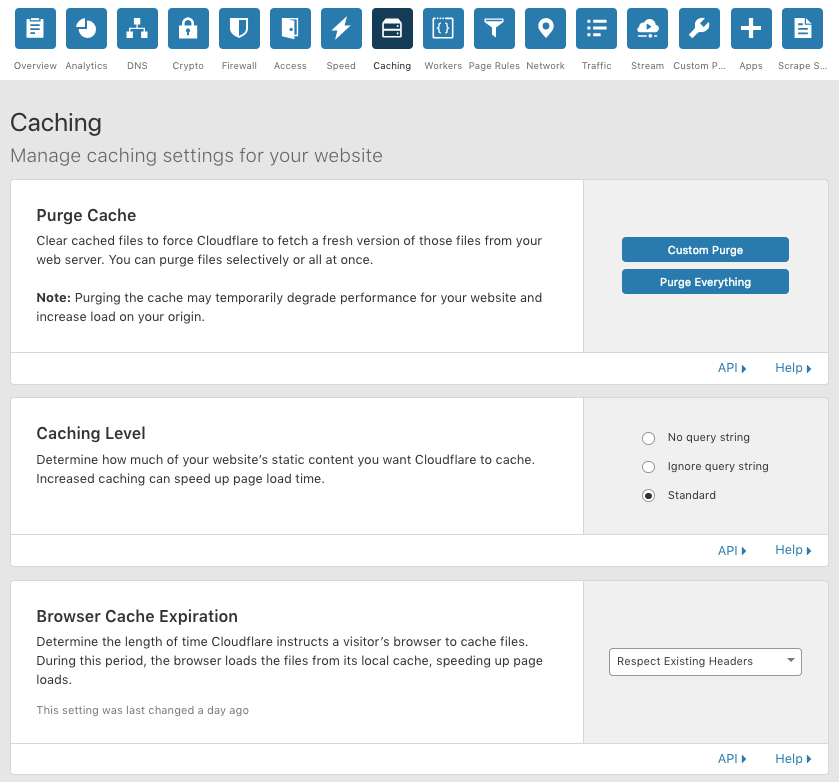 Overview Analytics DNS Crypto Firewall Access Speed Caching Workers Page Rules Network Traffic Stream Custom P... Apps Scrape S...
Caching
Manage caching settings for your website
Purge Cache
Clear cached files to force Cloudflare to fetch a fresh version of those files from your
web server. You can purge files selectively or all at once.
Note: Purging the cache may temporarily degrade performance for your website and
increase load on your origin.
Custom Purge
Purge Everything
API Help
Caching Level
Determine how much of your website’s static content you want Cloudflare to cache.
Increased caching can speed up page load time.
No query string
Ignore query string
Standard
API Help
Browser Cache Expiration
Determine the length of time Cloudflare instructs a visitor’s browser to cache files.
During this period, the browser loads the files from its local cache, speeding up page
loads.
This setting was last changed a day ago
Respect Existing Headers
API Help